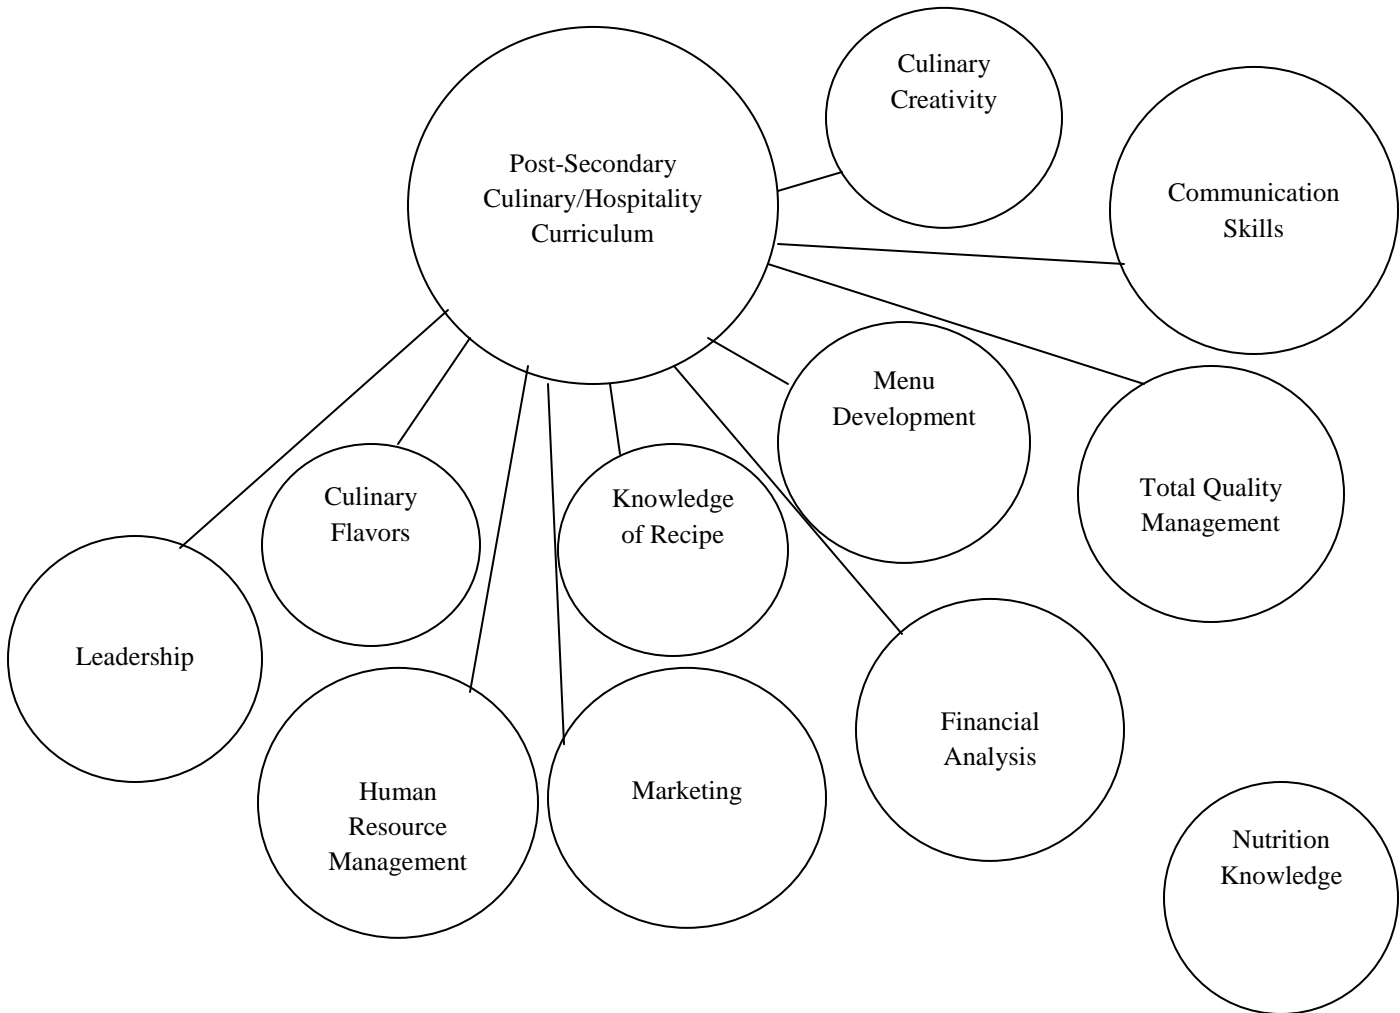 Post-Secondary
Culinary/Hospitality
Curriculum
Culinary
Creativity
Communication
Skills
Menu
Development
Total Quality
Management
Culinary
Flavors
Knowledge
of Recipe
Leadership
Human
Resource
Management
Marketing
Financial
Analysis
Nutrition
Knowledge